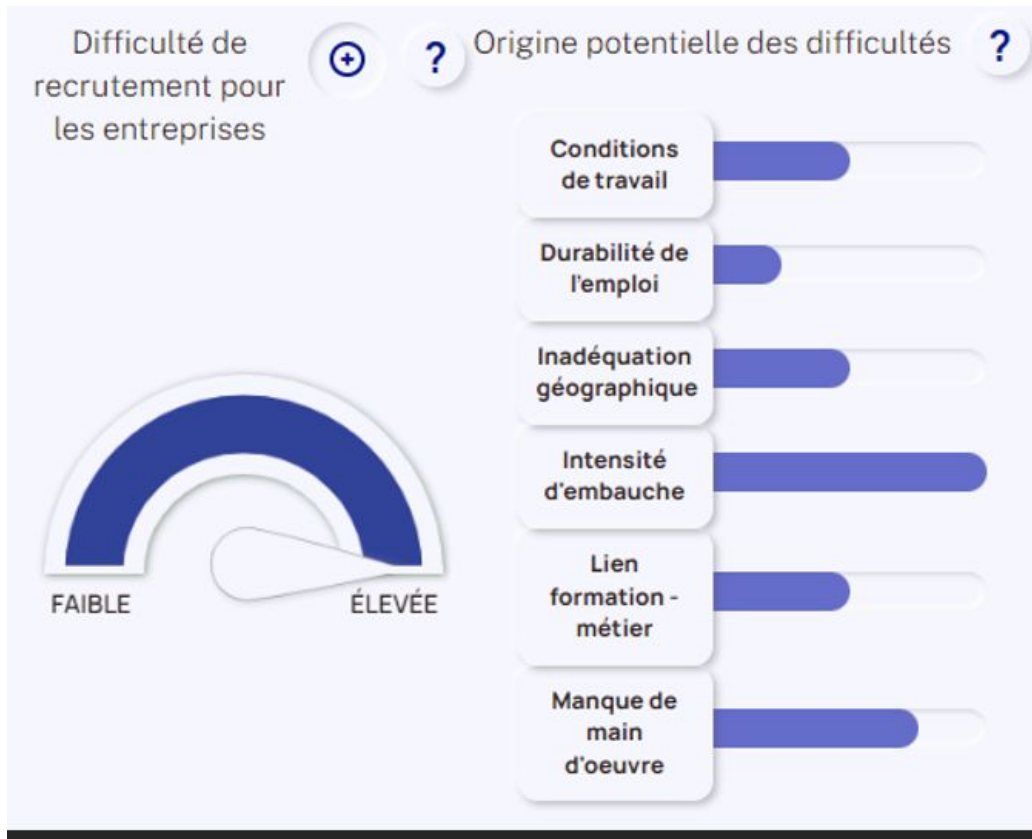 Difficulté de
recrutement pour
les entreprises
?
Origine potentielle des difficultés
?
FAIBLE
ÉLEVÉE
Conditions
de travail
Durabilité de
l'emploi
Inadéquation
géographique
Intensité
d'embauche
Lien
formation -
métier
Manque de
main
d'oeuvre